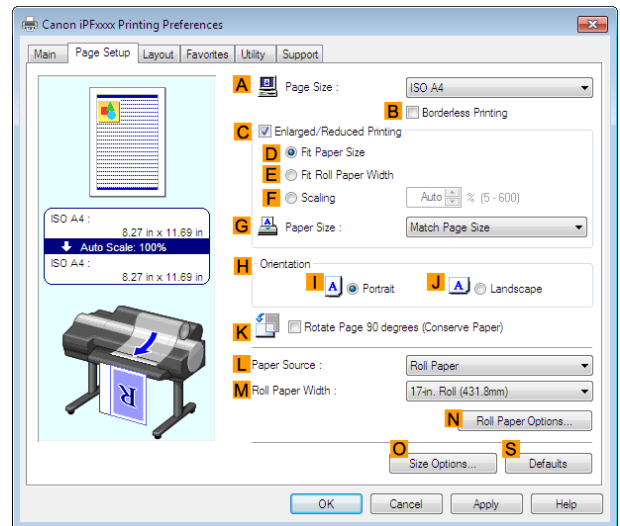 Canon iPFxxxx Printing Preferences
Main Page Setup Layout Favorites Utility Support
A Page Size : ISO A4
B Borderless Printing
C Enlarged/Reduced Printing
D Fit Paper Size
E Fit Roll Paper Width
F Scaling Auto % (5 - 600)
G Paper Size : Match Page Size
ISO A4 :
8.27 in x 11.69 in
Auto Scale: 100%
ISO A4 :
8.27 in x 11.69 in
H Orientation
I A Portrait J A Landscape
K Rotate Page 90 degrees (Conserve Paper)
R
L Paper Source : Roll Paper
M Roll Paper Width : 17-in. Roll (431.8mm)
N Roll Paper Options...
O Size Options... S Defaults
OK Cancel Apply Help